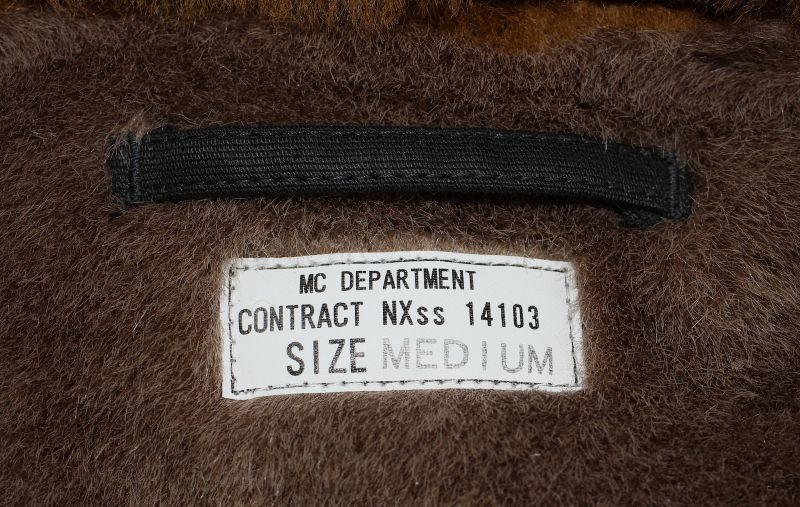 MC DEPARTMENT
CONTRACT NXss 14103
SIZE MEDIUM